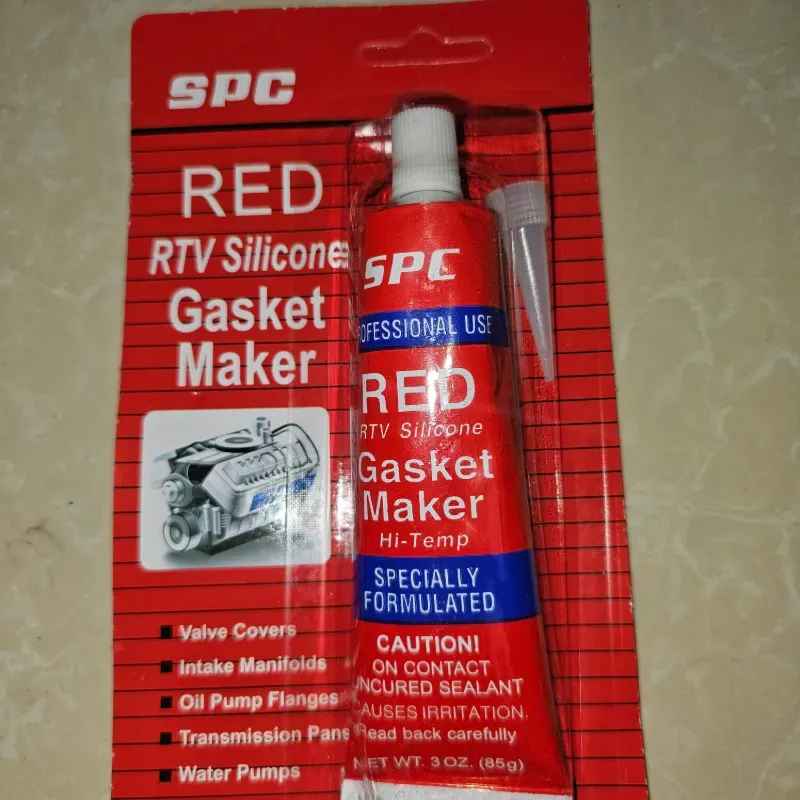 SPC
RED
RTV Silicone
Gasket
Maker
Valve Covers
Intake Manifolds
Oil Pump Flanges
Transmission Pans
Water Pumps
SPC
OFESSIONAL USE
RED
RTV Silicone
Gasket
Maker
Hi-Temp
SPECIALLY
FORMULATED
CAUTION!
ON CONTACT
UNCURED SEALANT
CAUSES IRRITATION.
Read back carefully
NET WT. 3 OZ. (85g)